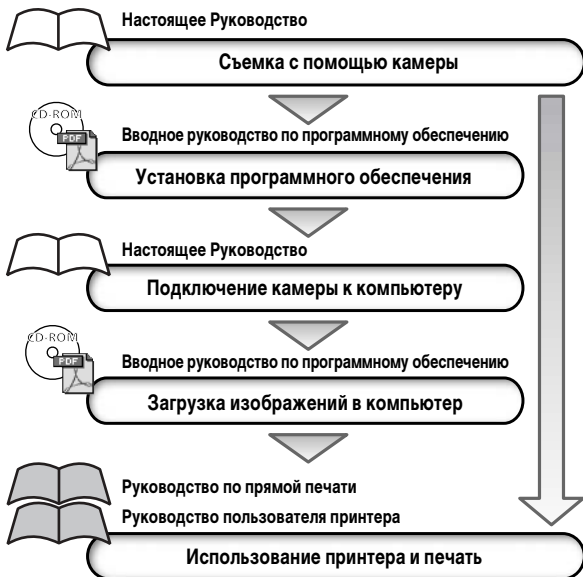 Настоящее Руководство
Съемка с помощью камеры
CD-ROM
PDF
Вводное руководство по программному обеспечению
Установка программного обеспечения
Настоящее Руководство
Подключение камеры к компьютеру
CD-ROM
PDF
Вводное руководство по программному обеспечению
Загрузка изображений в компьютер
Руководство по прямой печати
Руководство пользователя принтера
Использование принтера и печать